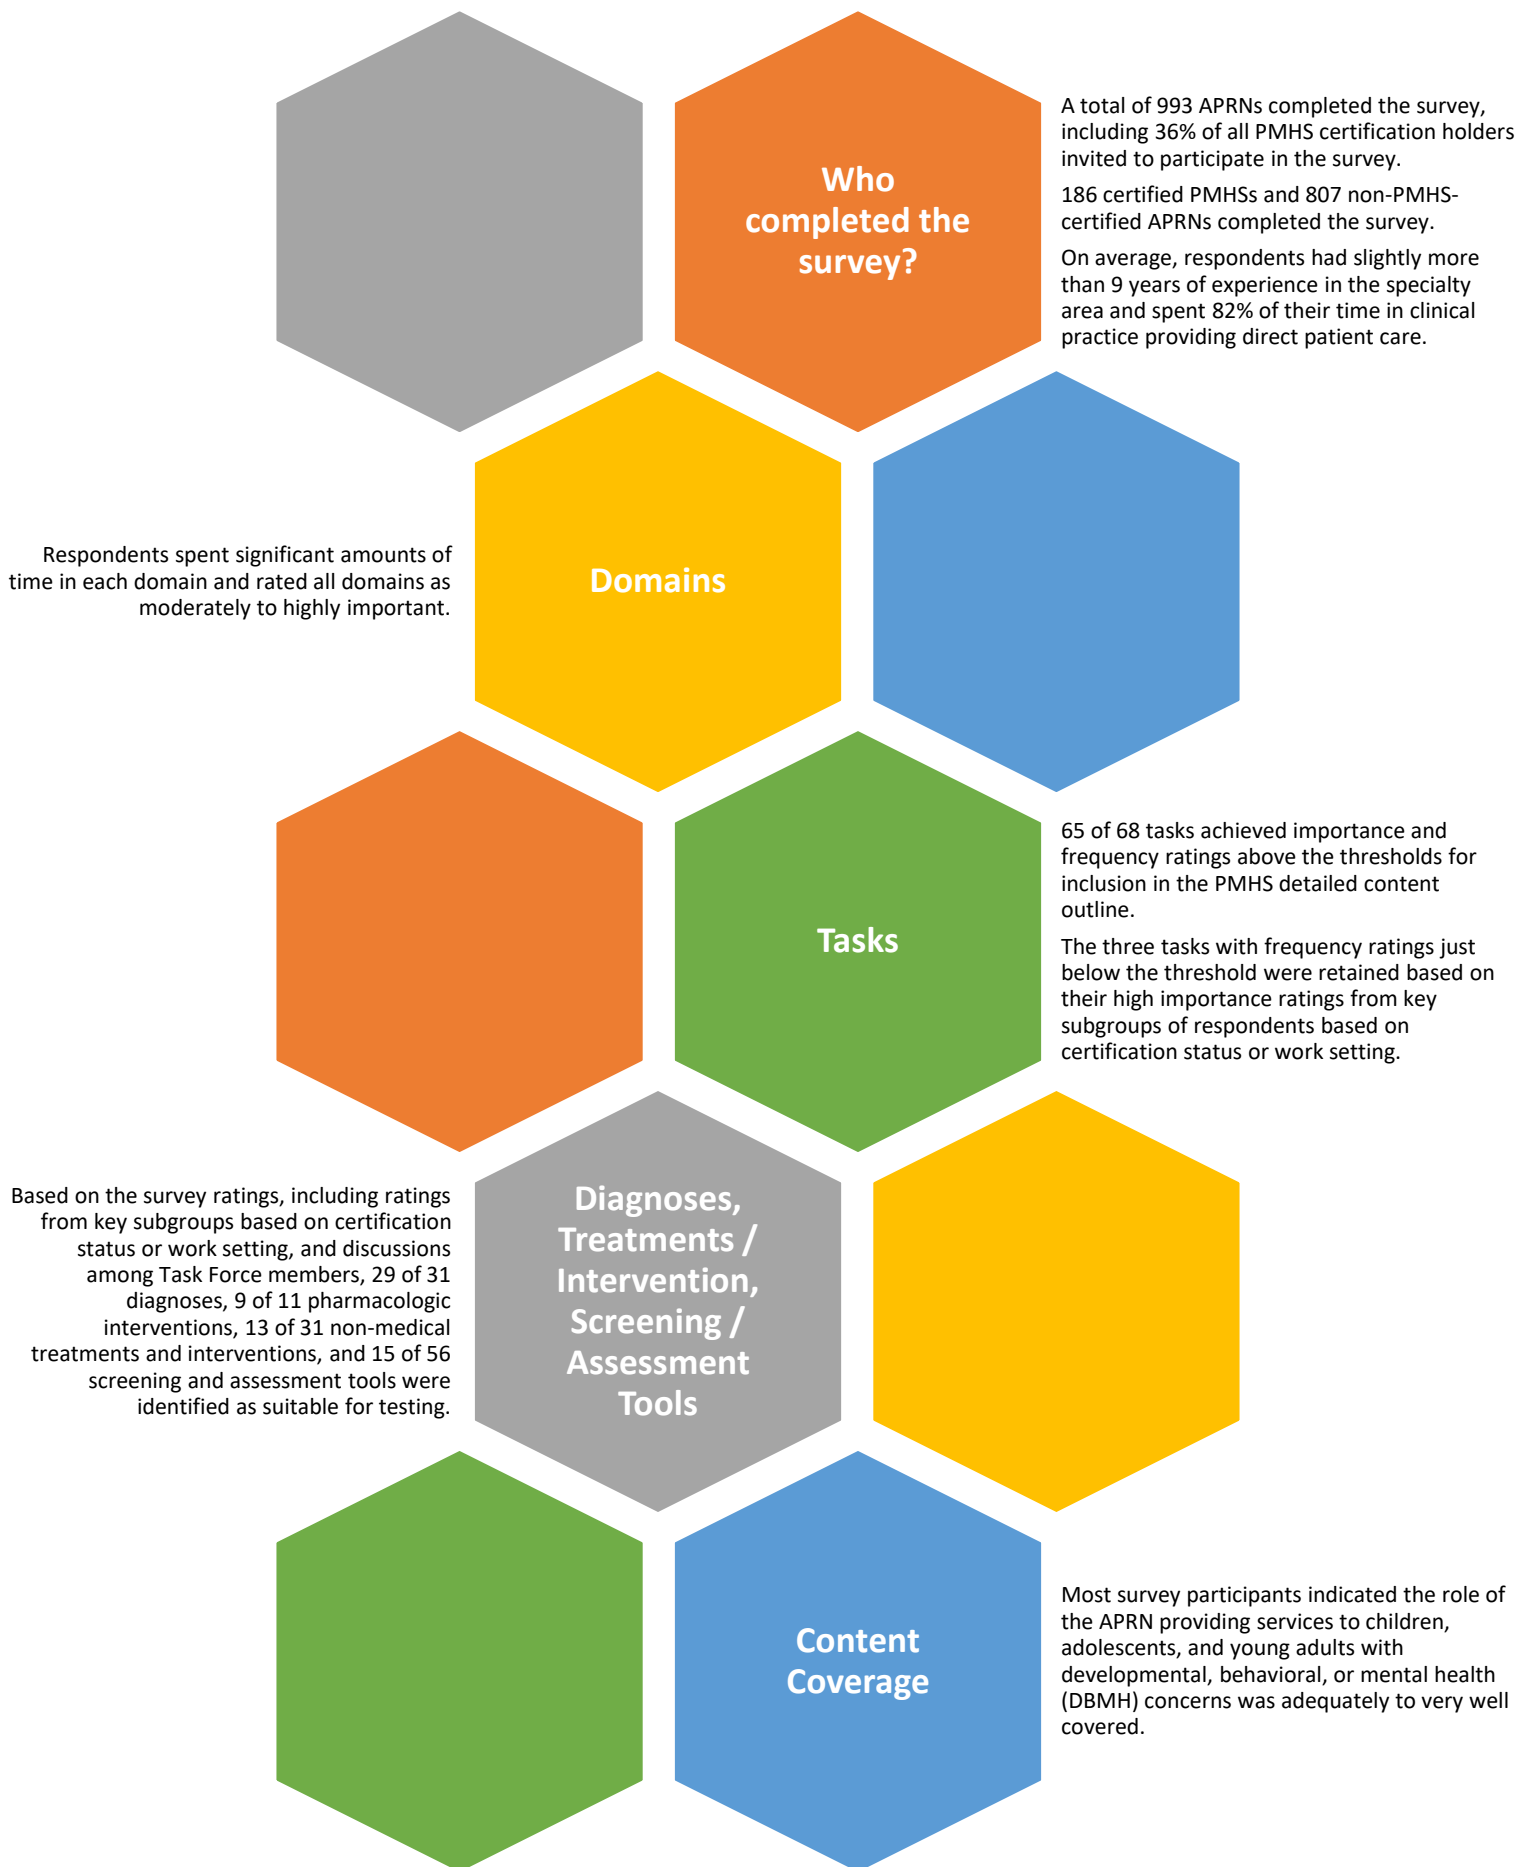 Who
completed the
survey?
A total of 993 APRNs completed the survey,
including 36% of all PMHS certification holders
invited to participate in the survey.
186 certified PMHSs and 807 non-PMHS-
certified APRNs completed the survey.
On average, respondents had slightly more
than 9 years of experience in the specialty
area and spent 82% of their time in clinical
practice providing direct patient care.
Domains
Respondents spent significant amounts of
time in each domain and rated all domains as
moderately to highly important.
Tasks
65 of 68 tasks achieved importance and
frequency ratings above the thresholds for
inclusion in the PMHS detailed content
outline.
The three tasks with frequency ratings just
below the threshold were retained based on
their high importance ratings from key
subgroups of respondents based on
certification status or work setting.
Diagnoses,
Treatments /
Intervention,
Screening /
Assessment
Tools
Based on the survey ratings, including ratings
from key subgroups based on certification
status or work setting, and discussions
among Task Force members, 29 of 31
diagnoses, 9 of 11 pharmacologic
interventions, 13 of 31 non-medical
treatments and interventions, and 15 of 56
screening and assessment tools were
identified as suitable for testing.
Content
Coverage
Most survey participants indicated the role of
the APRN providing services to children,
adolescents, and young adults with
developmental, behavioral, or mental health
(DBMH) concerns was adequately to very well
covered.